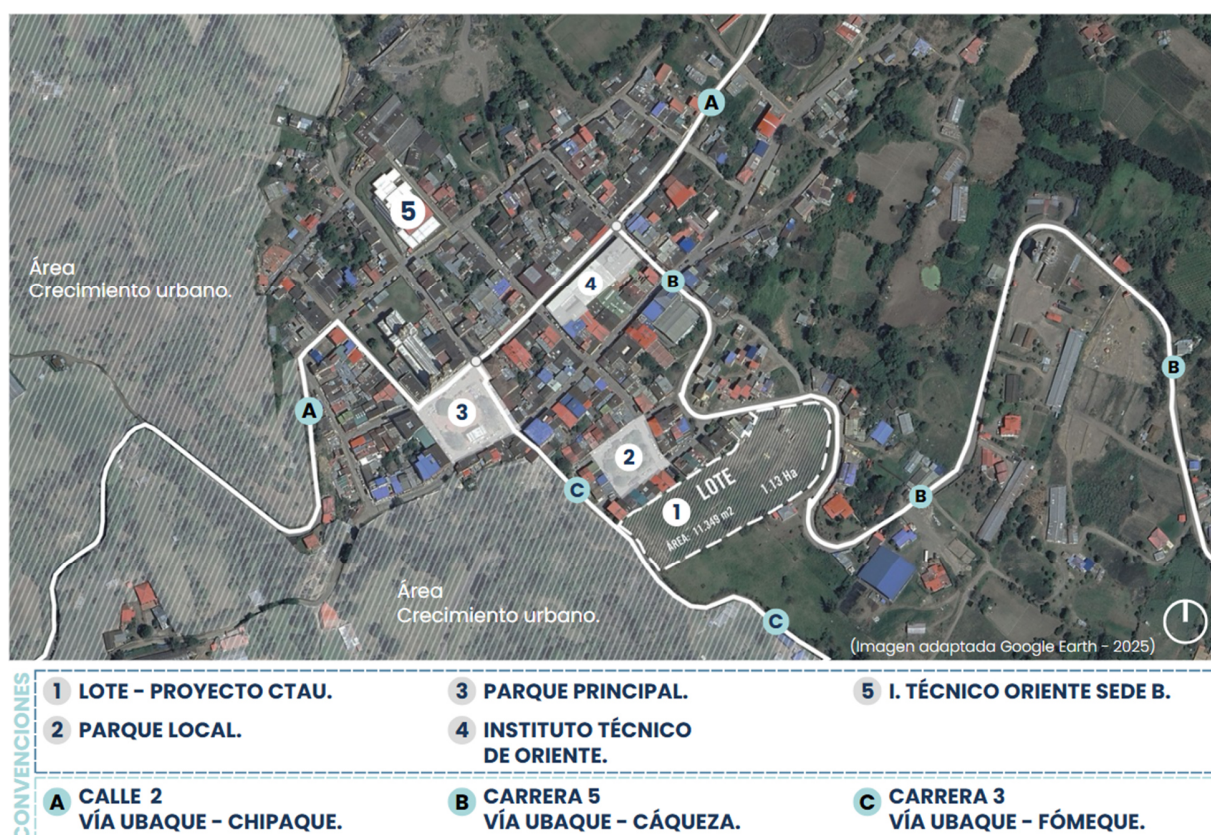 A
5
Área
Crecimiento urbano.
4
B
B
A
3
2
C
1
LOTE
1.13 Ha
ÁREA: 11.349 m2
B
Área
Crecimiento urbano.
C
(Imagen adaptada Google Earth - 2025)
CONVENCIONES
1 LOTE - PROYECTO CTAU.
2 PARQUE LOCAL.
3 PARQUE PRINCIPAL.
4 INSTITUTO TÉCNICO
DE ORIENTE.
5 I. TÉCNICO ORIENTE SEDE B.
A CALLE 2
VÍA UBAQUE - CHIPAQUE.
B CARRERA 5
VÍA UBAQUE - CÁQUEZA.
C CARRERA 3
VÍA UBAQUE - FÓMEQUE.